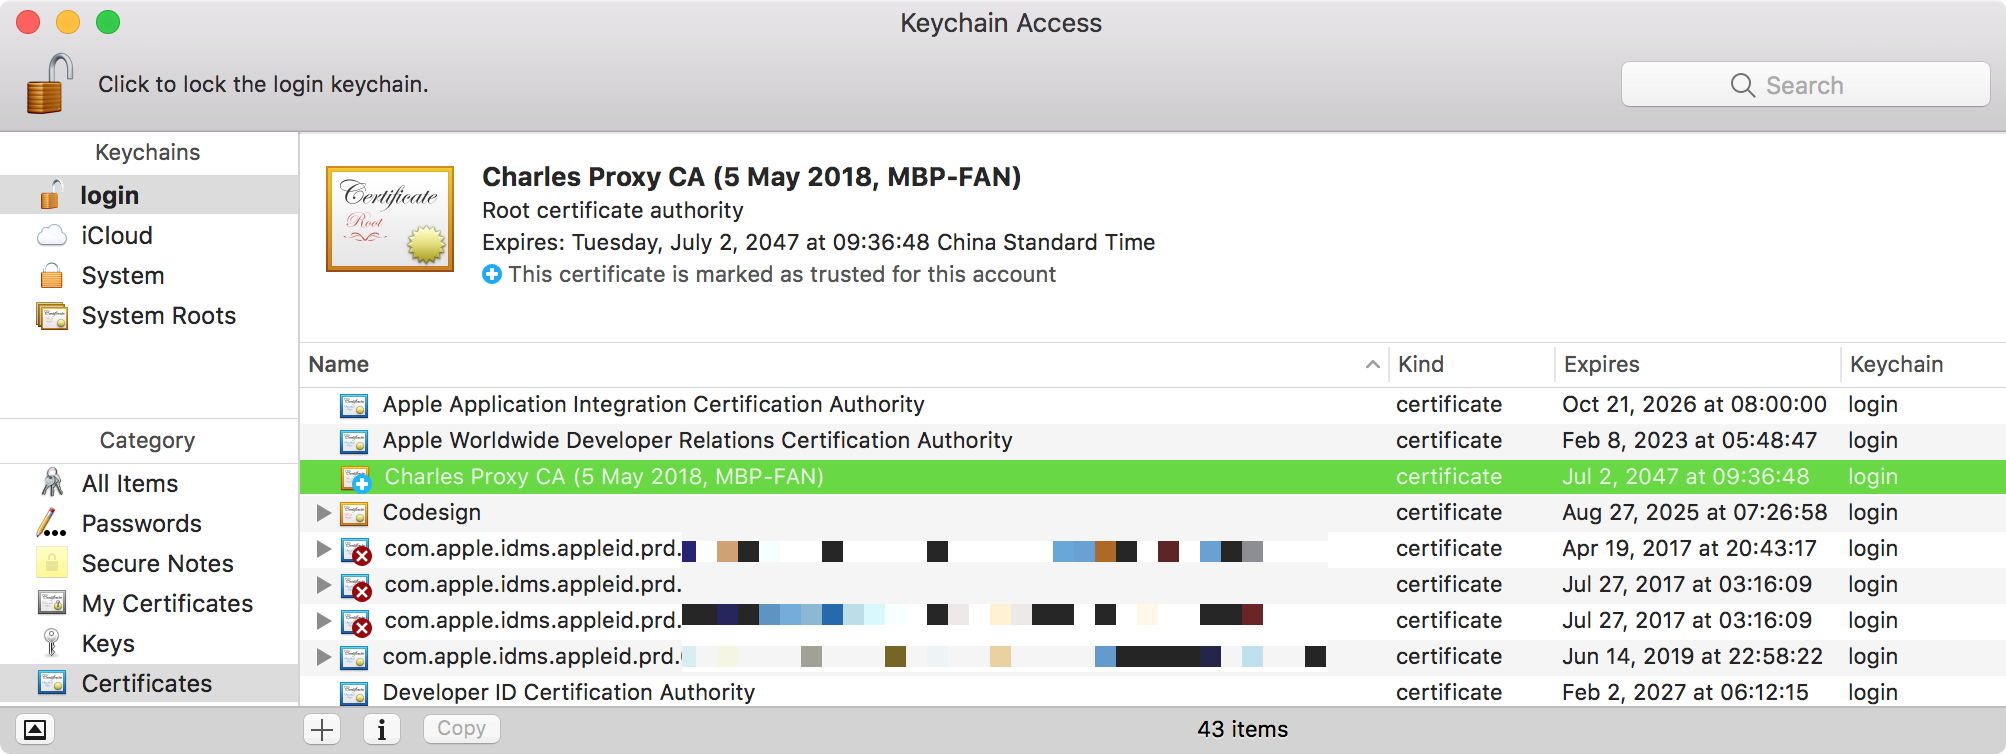 Keychain Access
Click to lock the login keychain.
Search
Keychains
login
iCloud
System
System Roots
Category
All Items
Passwords
Secure Notes
My Certificates
Keys
Certificates
Certificate
Root
Charles Proxy CA (5 May 2018, MBP-FAN)
Root certificate authority
Expires: Tuesday, July 2, 2047 at 09:36:48 China Standard Time
This certificate is marked as trusted for this account
Name Kind Expires Keychain
Apple Application Integration Certification Authority certificate Oct 21, 2026 at 08:00:00 login
Apple Worldwide Developer Relations Certification Authority certificate Feb 8, 2023 at 05:48:47 login
Charles Proxy CA (5 May 2018, MBP-FAN) certificate Jul 2, 2047 at 09:36:48 login
Codesign certificate Aug 27, 2025 at 07:26:58 login
com.apple.idms.appleid.prd. certificate Apr 19, 2017 at 20:43:17 login
com.apple.idms.appleid.prd. certificate Jul 27, 2017 at 03:16:09 login
com.apple.idms.appleid.prd. certificate Jul 27, 2017 at 03:16:09 login
com.apple.idms.appleid.prd. certificate Jun 14, 2019 at 22:58:22 login
Developer ID Certification Authority certificate Feb 2, 2027 at 06:12:15 login
Copy
43 items